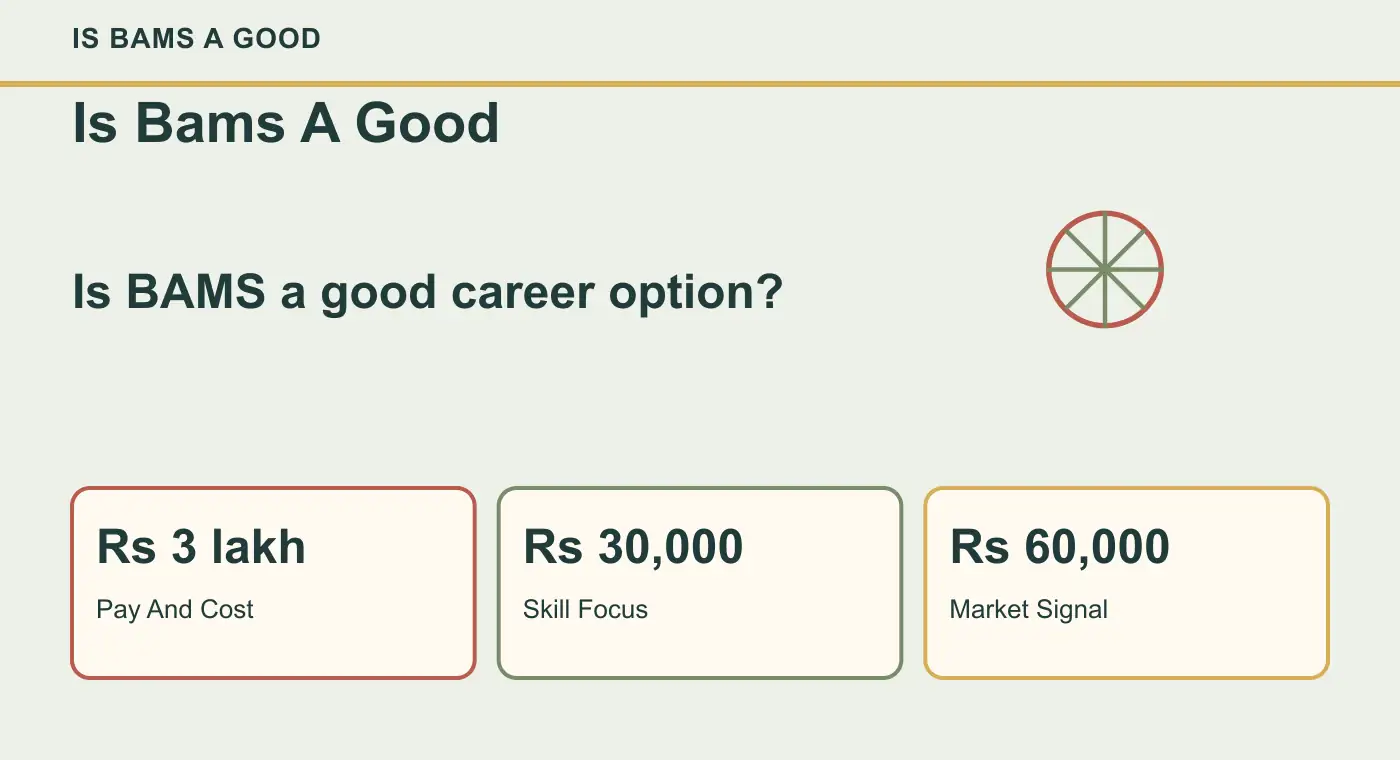 IS BAMS A GOOD
Is Bams A Good
Is BAMS a good career option?
Rs 3 lakh
Pay And Cost
Rs 30,000
Skill Focus
Rs 60,000
Market Signal